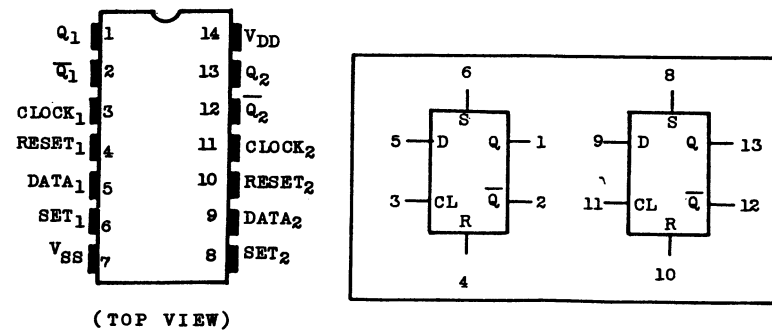 Q1 1 14 VDD
Q̅1 2 13 Q2
CLOCK1 3 12 Q̅2
RESET1 4 11 CLOCK2
DATA1 5 10 RESET2
SET1 6 9 DATA2
VSS 7 8 SET2
(TOP VIEW)
6
S
5 D Q 1
3 CL Q̅ 2
R
4
8
S
9 D Q 13
11 CL Q̅ 12
R
10